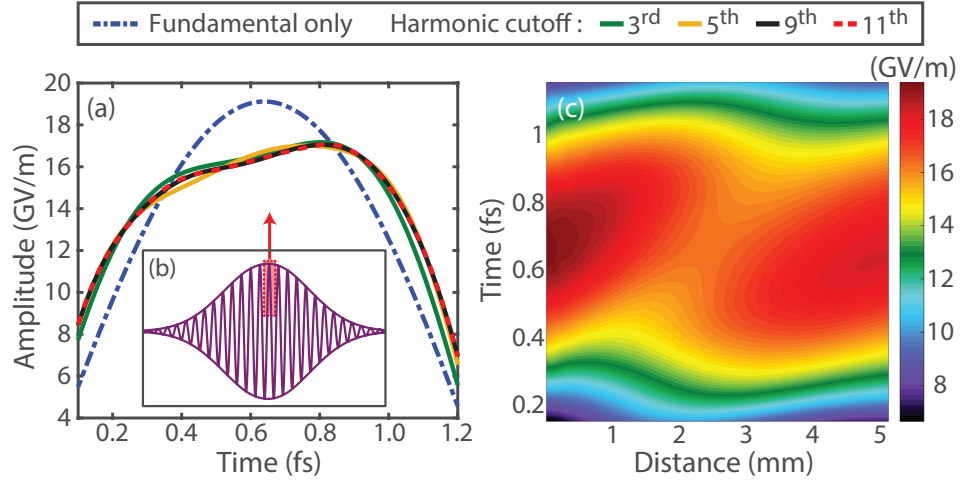 Fundamental only Harmonic cutoff : 3rd 5th 9th 11th
(a)
Amplitude (GV/m)
20
18
16
14
12
10
8
6
4
(b)
0.2 0.4 0.6 0.8 1.0 1.2
Time (fs)
(c)
(GV/m)
Time (fs)
1
0.8
0.6
0.4
0.2
1 2 3 4 5
Distance (mm)
18
16
14
12
10
8